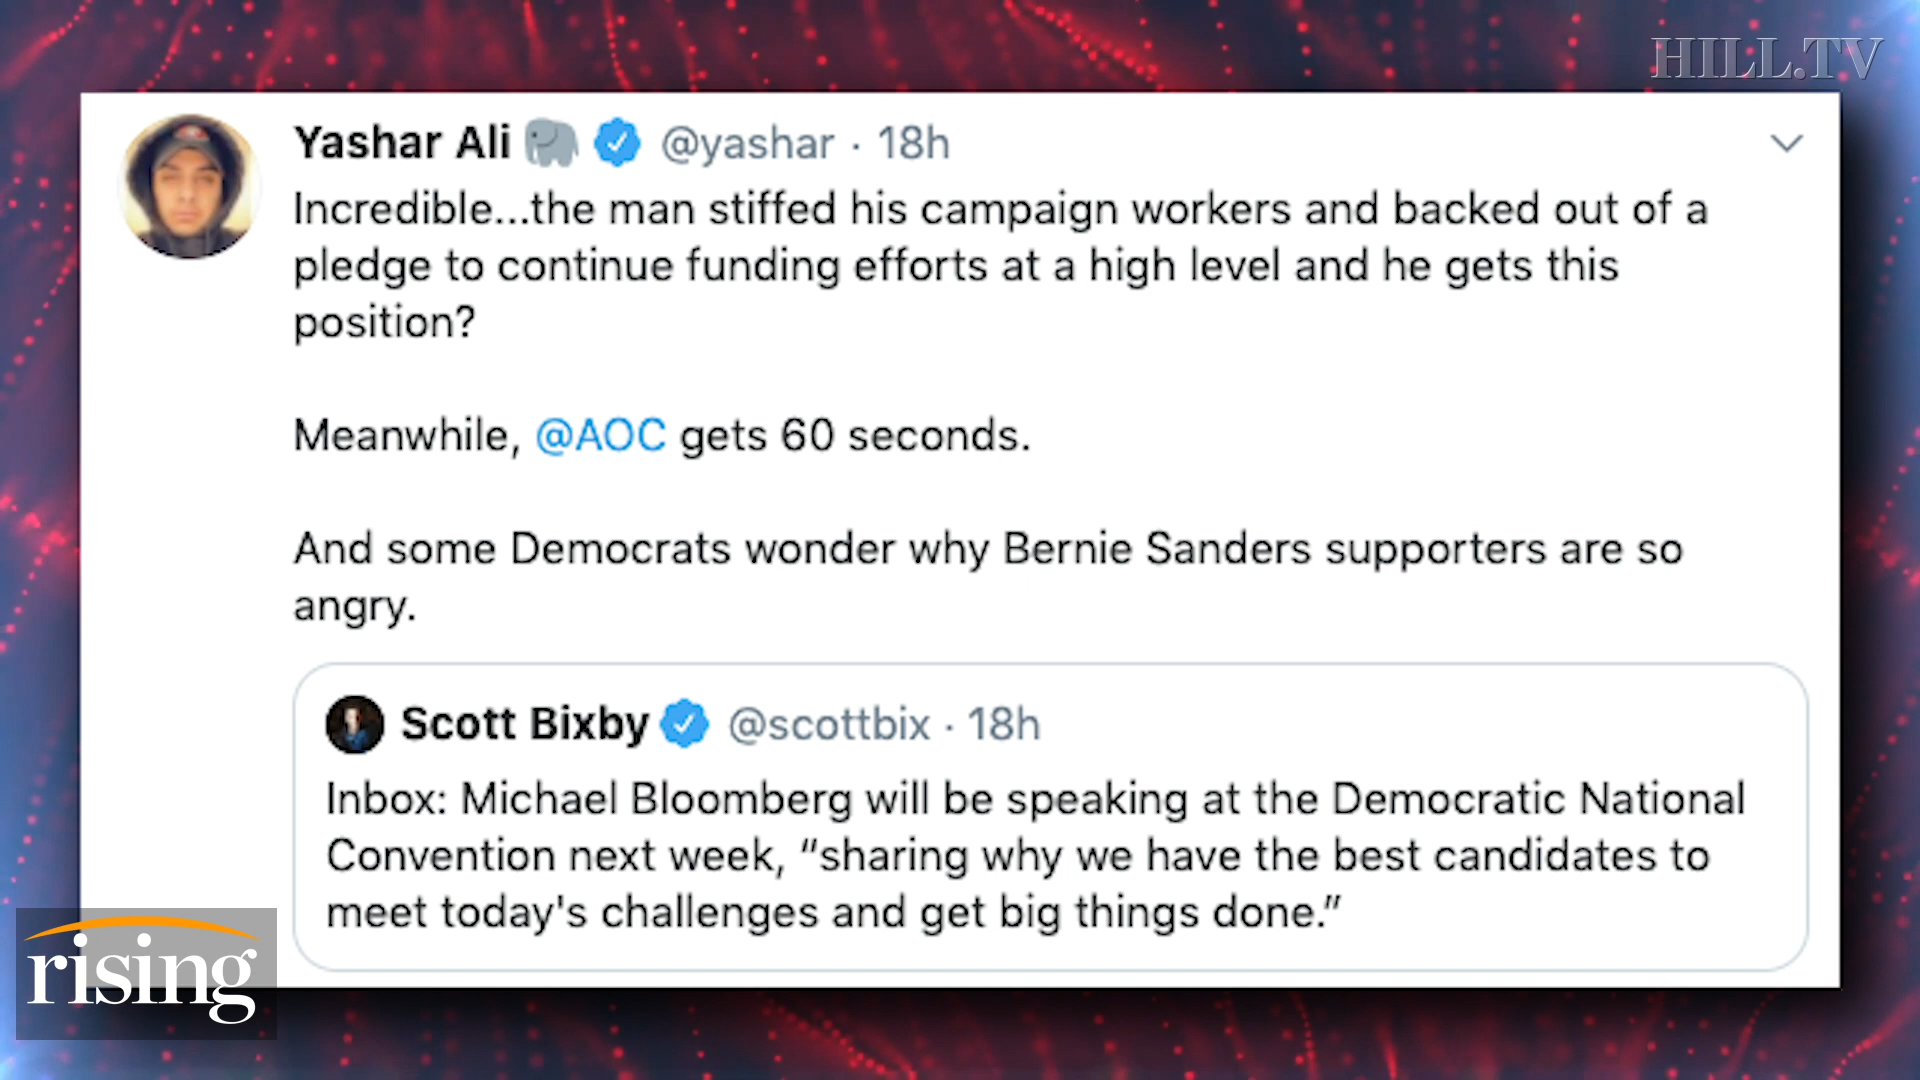 HILL.TV
Yashar Ali @yashar · 18h
Incredible...the man stiffed his campaign workers and backed out of a
pledge to continue funding efforts at a high level and he gets this
position?
Meanwhile, @AOC gets 60 seconds.
And some Democrats wonder why Bernie Sanders supporters are so
angry.
Scott Bixby @scottbix · 18h
Inbox: Michael Bloomberg will be speaking at the Democratic National
Convention next week, “sharing why we have the best candidates to
meet today's challenges and get big things done.”
rising